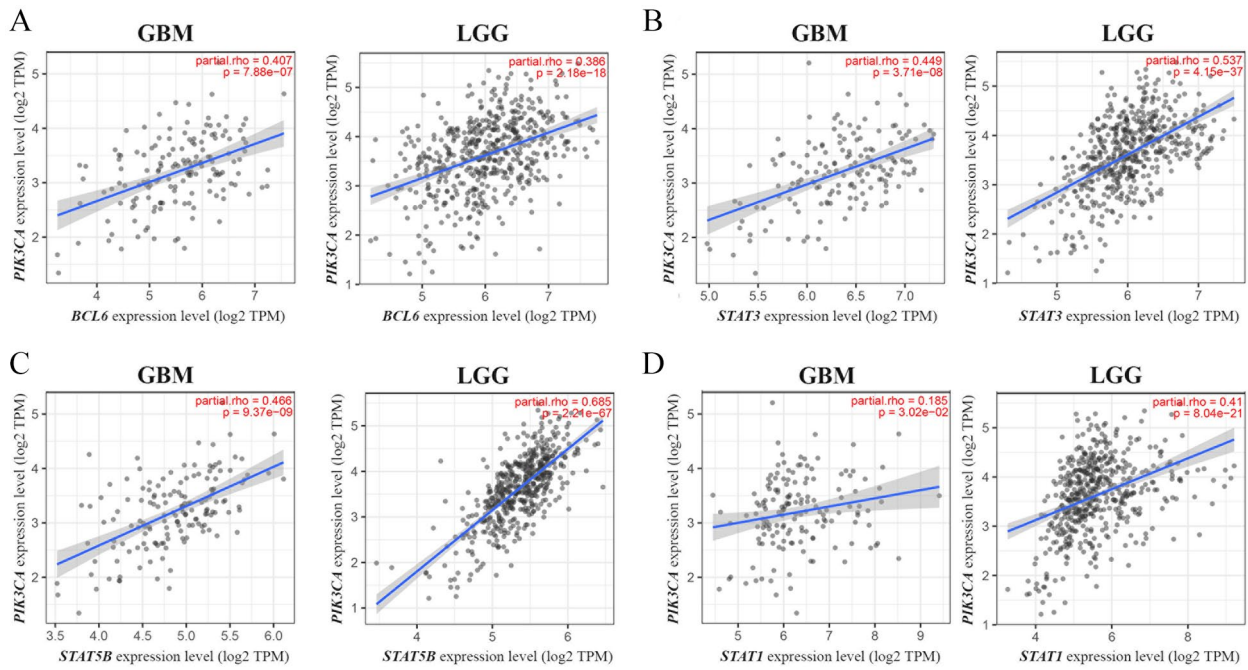 A
GBM
LGG
partial.rho = 0.407
p = 7.88e−07
partial.rho = 0.386
p = 2.18e−18
PIK3CA expression level (log2 TPM)
5
4
3
2
4
5
6
7
BCL6 expression level (log2 TPM)
PIK3CA expression level (log2 TPM)
5
4
3
2
1
5
6
7
BCL6 expression level (log2 TPM)
B
GBM
LGG
partial.rho = 0.449
p = 3.71e−08
partial.rho = 0.537
p = 4.15e−37
PIK3CA expression level (log2 TPM)
5
4
3
2
5.0
5.5
6.0
6.5
7.0
STAT3 expression level (log2 TPM)
PIK3CA expression level (log2 TPM)
5
4
3
2
1
5
6
7
STAT3 expression level (log2 TPM)
C
GBM
LGG
partial.rho = 0.466
p = 9.37e−09
partial.rho = 0.685
p = 2.21e−67
PIK3CA expression level (log2 TPM)
5
4
3
2
3.5
4.0
4.5
5.0
5.5
6.0
STAT5B expression level (log2 TPM)
PIK3CA expression level (log2 TPM)
5
4
3
2
1
4
5
6
STAT5B expression level (log2 TPM)
D
GBM
LGG
partial.rho = 0.185
p = 3.02e−02
partial.rho = 0.41
p = 8.04e−21
PIK3CA expression level (log2 TPM)
5
4
3
2
5
6
7
8
9
STAT1 expression level (log2 TPM)
PIK3CA expression level (log2 TPM)
5
4
3
2
1
4
6
8
STAT1 expression level (log2 TPM)